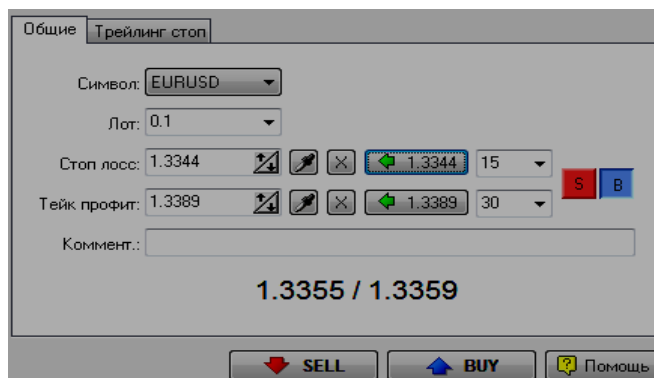 Общие Трейлинг стоп
Символ: EURUSD
Лот: 0.1
Стоп лосс: 1.3344 1.3344 15
Тейк профит: 1.3389 1.3389 30
S B
Коммент.:
1.3355 / 1.3359
SELL BUY Помощь